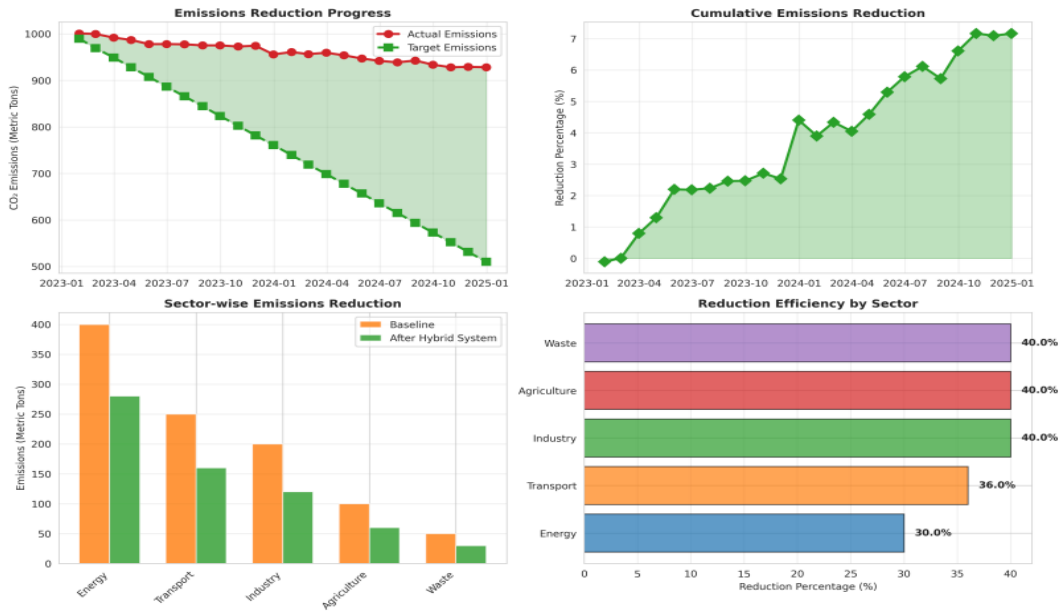 Emissions Reduction Progress
CO₂ Emissions (Metric Tons)
1000
900
800
700
600
500
Actual Emissions
Target Emissions
2023-01 2023-04 2023-07 2023-10 2024-01 2024-04 2024-07 2024-10 2025-01
Cumulative Emissions Reduction
Reduction Percentage (%)
7
6
5
4
3
2
1
0
2023-01 2023-04 2023-07 2023-10 2024-01 2024-04 2024-07 2024-10 2025-01
Sector-wise Emissions Reduction
Emissions (Metric Tons)
400
350
300
250
200
150
100
50
0
Baseline
After Hybrid System
Energy Transport Industry Agriculture Waste
Reduction Efficiency by Sector
Waste 40.0%
Agriculture 40.0%
Industry 40.0%
Transport 36.0%
Energy 30.0%
0 5 10 15 20 25 30 35 40
Reduction Percentage (%)